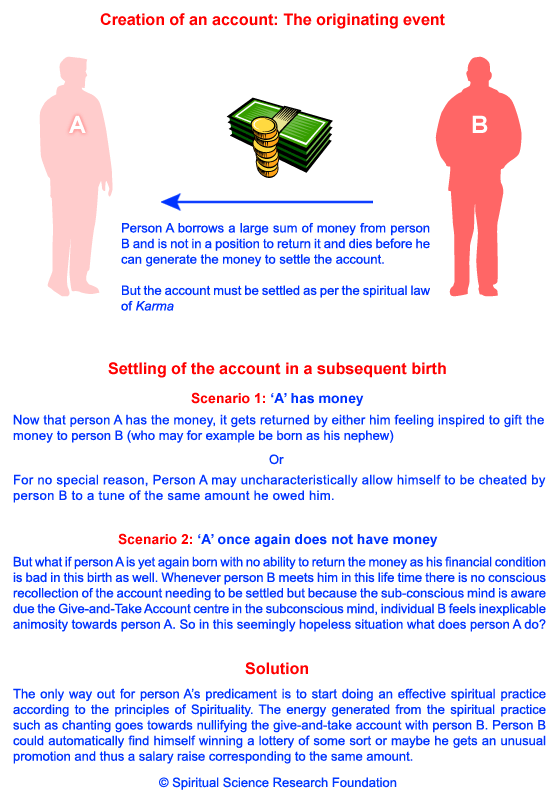 Creation of an account: The originating event
A
B
Person A borrows a large sum of money from person
B and is not in a position to return it and dies before he
can generate the money to settle the account.
But the account must be settled as per the spiritual law
of Karma
Settling of the account in a subsequent birth
Scenario 1: ‘A’ has money
Now that person A has the money, it gets returned by either him feeling inspired to gift the
money to person B (who may for example be born as his nephew)
Or
For no special reason, Person A may uncharacteristically allow himself to be cheated by
person B to a tune of the same amount he owed him.
Scenario 2: ‘A’ once again does not have money
But what if person A is yet again born with no ability to return the money as his financial condition
is bad in this birth as well. Whenever person B meets him in this life time there is no conscious
recollection of the account needing to be settled but because the sub-conscious mind is aware
due the Give-and-Take Account centre in the subconscious mind, individual B feels inexplicable
animosity towards person A. So in this seemingly hopeless situation what does person A do?
Solution
The only way out for person A’s predicament is to start doing an effective spiritual practice
according to the principles of Spirituality. The energy generated from the spiritual practice
such as chanting goes towards nullifying the give-and-take account with person B. Person B
could automatically find himself winning a lottery of some sort or maybe he gets an unusual
promotion and thus a salary raise corresponding to the same amount.
© Spiritual Science Research Foundation